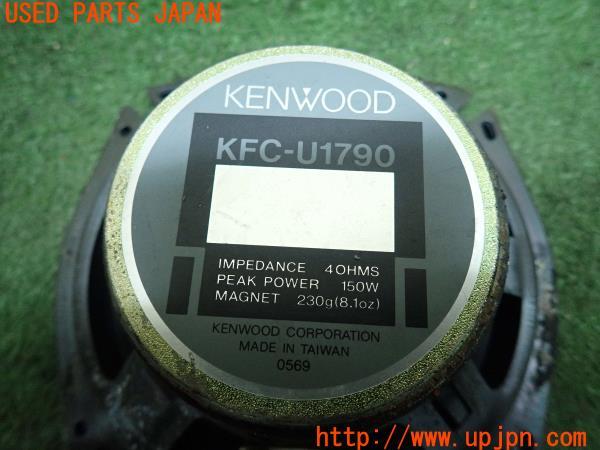 USED PARTS JAPAN
KENWOOD
KFC-U1790
IMPEDANCE 4OHMS
PEAK POWER 150W
MAGNET 230g(8.1oz)
KENWOOD CORPORATION
MADE IN TAIWAN
0569
http://www.upjpn.com